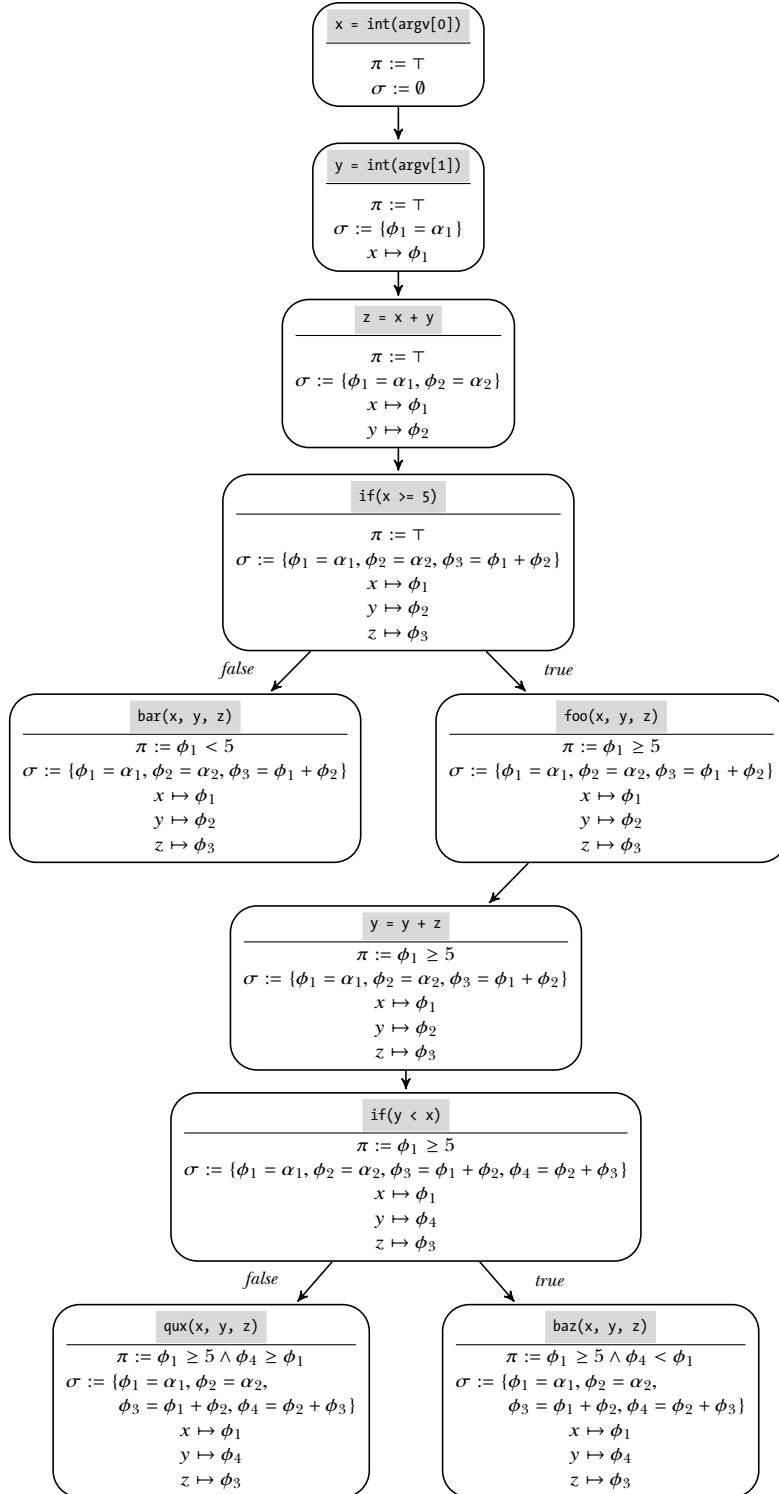 x = int(argv[0])
π := ⊤
σ := ∅
y = int(argv[1])
π := ⊤
σ := {ϕ₁ = α₁}
x ↦ ϕ₁
z = x + y
π := ⊤
σ := {ϕ₁ = α₁, ϕ₂ = α₂}
x ↦ ϕ₁
y ↦ ϕ₂
if(x >= 5)
π := ⊤
σ := {ϕ₁ = α₁, ϕ₂ = α₂, ϕ₃ = ϕ₁ + ϕ₂}
x ↦ ϕ₁
y ↦ ϕ₂
z ↦ ϕ₃
false
true
bar(x, y, z)
π := ϕ₁ < 5
σ := {ϕ₁ = α₁, ϕ₂ = α₂, ϕ₃ = ϕ₁ + ϕ₂}
x ↦ ϕ₁
y ↦ ϕ₂
z ↦ ϕ₃
foo(x, y, z)
π := ϕ₁ ≥ 5
σ := {ϕ₁ = α₁, ϕ₂ = α₂, ϕ₃ = ϕ₁ + ϕ₂}
x ↦ ϕ₁
y ↦ ϕ₂
z ↦ ϕ₃
y = y + z
π := ϕ₁ ≥ 5
σ := {ϕ₁ = α₁, ϕ₂ = α₂, ϕ₃ = ϕ₁ + ϕ₂}
x ↦ ϕ₁
y ↦ ϕ₂
z ↦ ϕ₃
if(y < x)
π := ϕ₁ ≥ 5
σ := {ϕ₁ = α₁, ϕ₂ = α₂, ϕ₃ = ϕ₁ + ϕ₂, ϕ₄ = ϕ₂ + ϕ₃}
x ↦ ϕ₁
y ↦ ϕ₄
z ↦ ϕ₃
false
true
qux(x, y, z)
π := ϕ₁ ≥ 5 ∧ ϕ₄ ≥ ϕ₁
σ := {ϕ₁ = α₁, ϕ₂ = α₂,
ϕ₃ = ϕ₁ + ϕ₂, ϕ₄ = ϕ₂ + ϕ₃}
x ↦ ϕ₁
y ↦ ϕ₄
z ↦ ϕ₃
baz(x, y, z)
π := ϕ₁ ≥ 5 ∧ ϕ₄ < ϕ₁
σ := {ϕ₁ = α₁, ϕ₂ = α₂,
ϕ₃ = ϕ₁ + ϕ₂, ϕ₄ = ϕ₂ + ϕ₃}
x ↦ ϕ₁
y ↦ ϕ₄
z ↦ ϕ₃